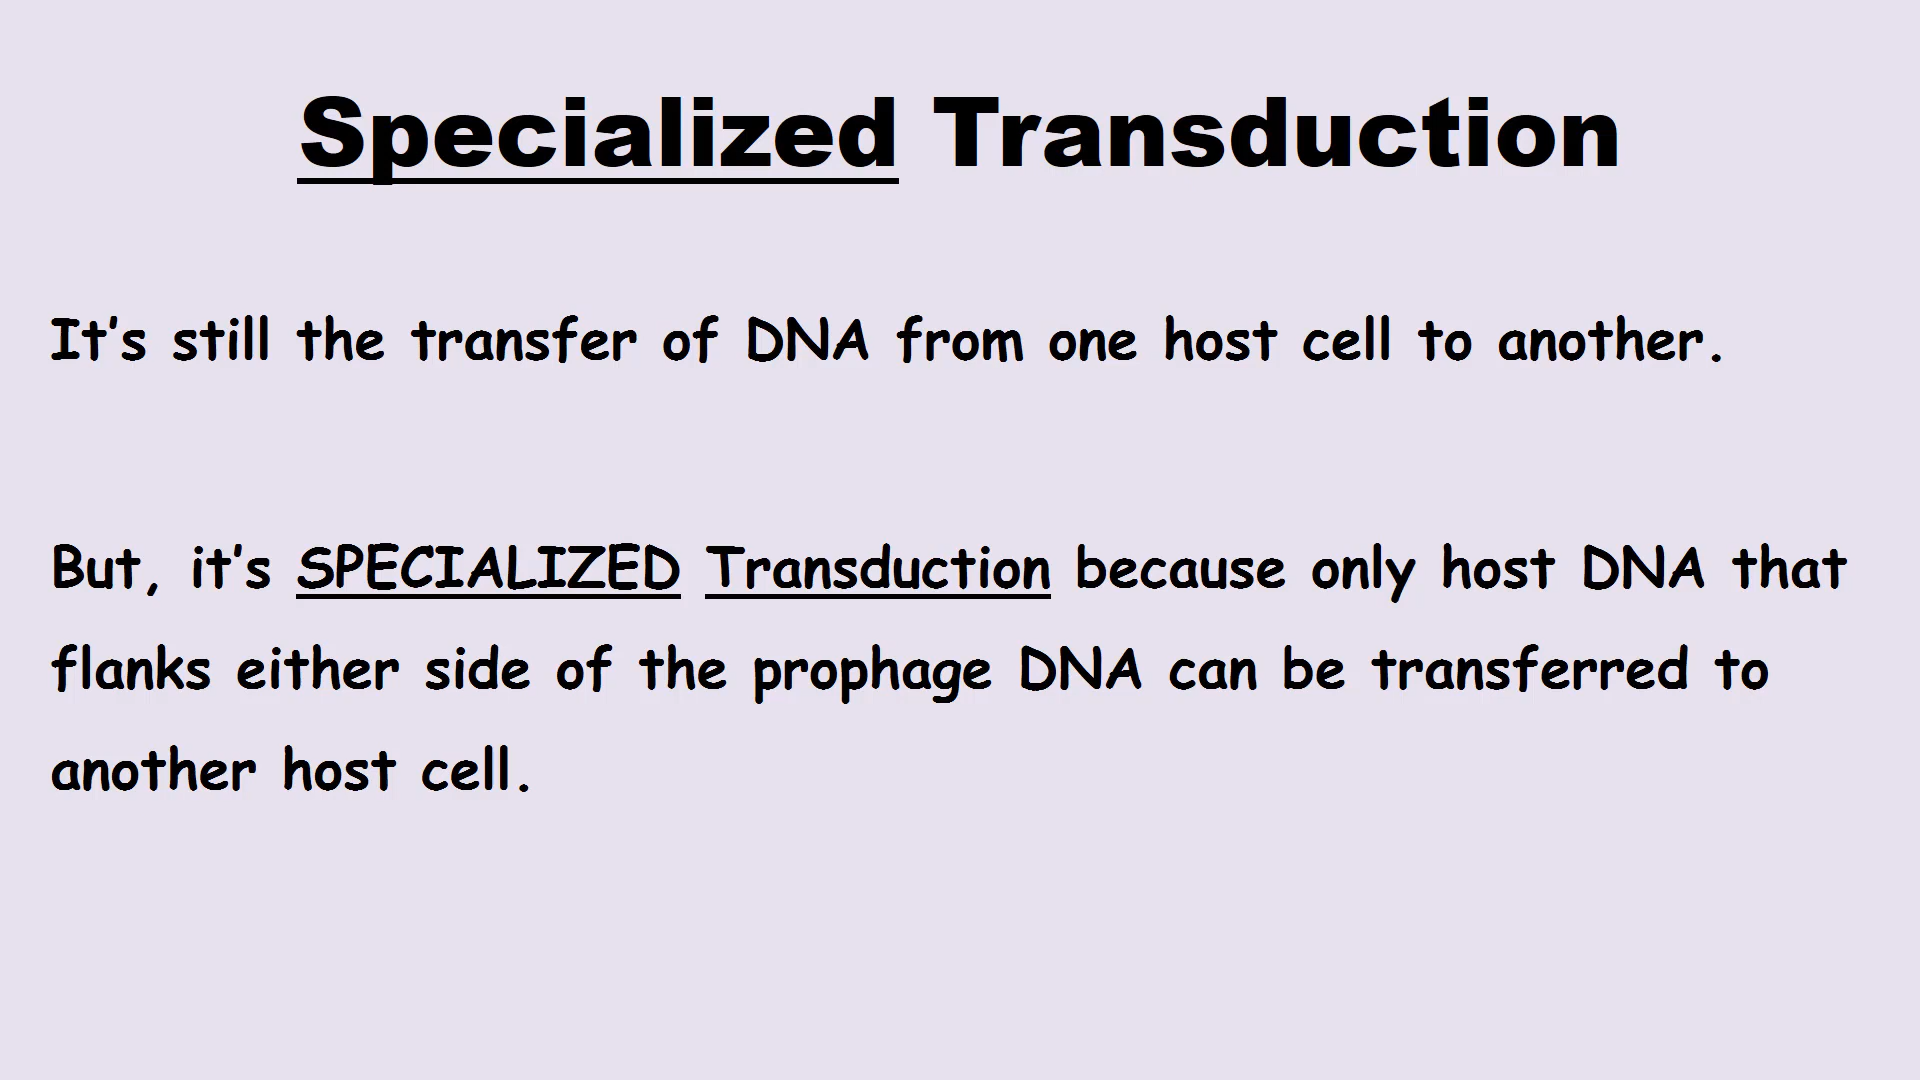 Specialized Transduction
It's still the transfer of DNA from one host cell to another.
But, it's SPECIALIZED Transduction because only host DNA that
flanks either side of the prophage DNA can be transferred to
another host cell.